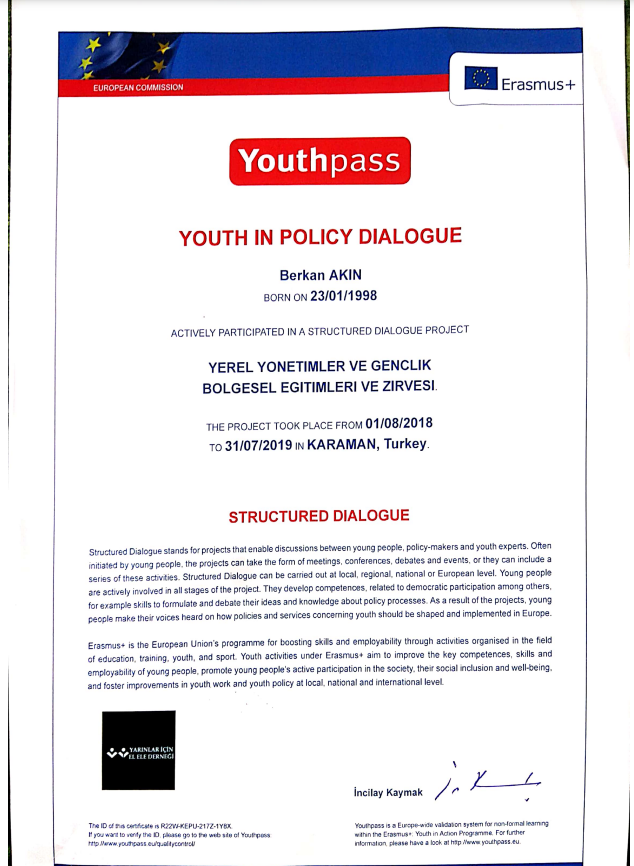 EUROPEAN COMMISSION
Erasmus+
Youthpass
YOUTH IN POLICY DIALOGUE
Berkan AKIN
BORN ON 23/01/1998
ACTIVELY PARTICIPATED IN A STRUCTURED DIALOGUE PROJECT
YEREL YONETIMLER VE GENCLIK
BOLGESEL EGITIMLERI VE ZIRVESI.
THE PROJECT TOOK PLACE FROM 01/08/2018
TO 31/07/2019 IN KARAMAN, Turkey.
STRUCTURED DIALOGUE
Structured Dialogue stands for projects that enable discussions between young people, policy-makers and youth experts. Often
initiated by young people, the projects can take the form of meetings, conferences, debates and events, or they can include a
series of these activities. Structured Dialogue can be carried out at local, regional, national or European level. Young people
are actively involved in all stages of the project. They develop competences, related to democratic participation among others,
for example skills to formulate and debate their ideas and knowledge about policy processes. As a result of the projects, young
people make their voices heard on how policies and services concerning youth should be shaped and implemented in Europe.
Erasmus+ is the European Union's programme for boosting skills and employability through activities organised in the field
of education, training, youth, and sport. Youth activities under Erasmus+ aim to improve the key competences, skills and
employability of young people, promote young people's active participation in the society, their social inclusion and well-being,
and foster improvements in youth work and youth policy at local, national and international level.
YARINLAR İÇİN
EL ELE DERNEĞİ
İncilay Kaymak
The ID of this certificate is R22W-KEPU-217Z-1Y8X.
If you want to verify the ID, please go to the web site of Youthpass:
http://www.youthpass.eu/qualitycontrol/
Youthpass is a Europe-wide validation system for non-formal learning
within the Erasmus+: Youth in Action Programme. For further
information, please have a look at http://www.youthpass.eu.